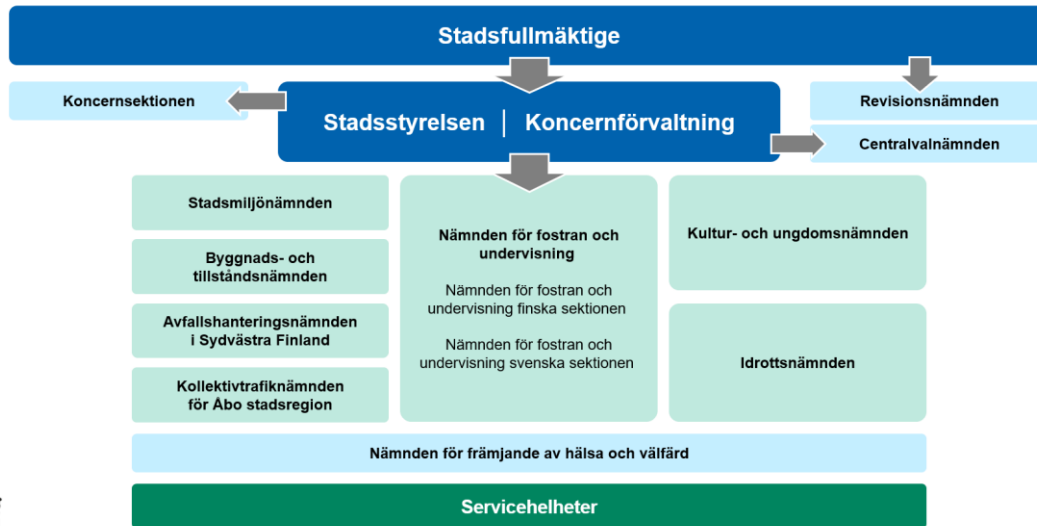 Stadsfullmäktige
Koncernsektionen
Stadsstyrelsen | Koncernförvaltning
Revisionsnämnden
Centralvalnämnden
Stadsmiljönämnden
Byggnads- och
tillståndsnämnden
Avfallshanteringsnämnden
i Sydvästra Finland
Kollektivtrafiknämnden
för Åbo stadsregion
Nämnden för fostran och
undervisning
Nämnden för fostran och
undervisning finska sektionen
Nämnden för fostran och
undervisning svenska sektionen
Kultur- och ungdomsnämnden
Idrottsnämnden
Nämnden för främjande av hälsa och välfärd
Servicehelheter